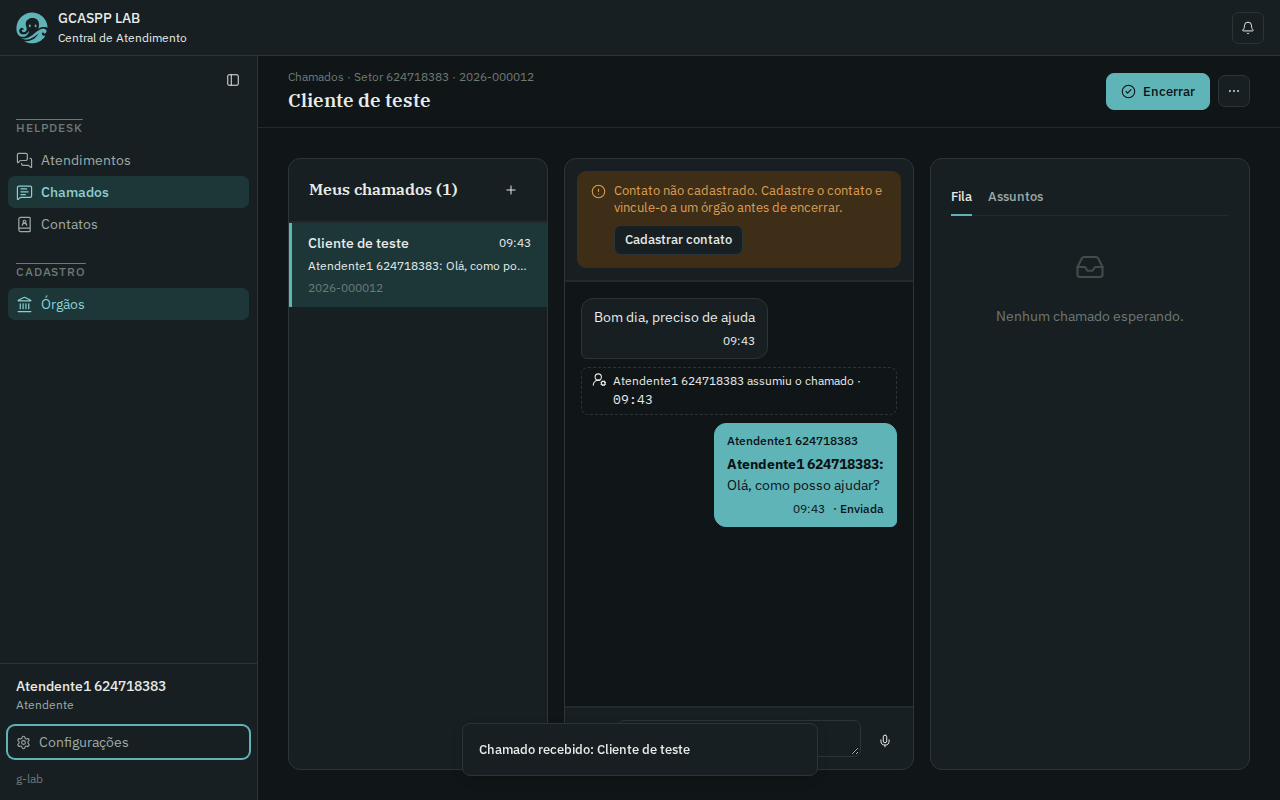 GCASPP LAB
Central de Atendimento
HELPDESK
Atendimentos
Chamados
Contatos
CADASTRO
Órgãos
Atendente1 624718383
Atendente
Configurações
g-lab
Chamados · Setor 624718383 · 2026-000012
Cliente de teste
Encerrar
Meus chamados (1)
Cliente de teste 09:43
Atendente1 624718383: Olá, como po...
2026-000012
Contato não cadastrado. Cadastre o contato e
vincule-o a um órgão antes de encerrar.
Cadastrar contato
Bom dia, preciso de ajuda
09:43
Atendente1 624718383 assumiu o chamado ·
09:43
Atendente1 624718383
Atendente1 624718383:
Olá, como posso ajudar?
09:43 · Enviada
Fila Assuntos
Nenhum chamado esperando.
Chamado recebido: Cliente de teste